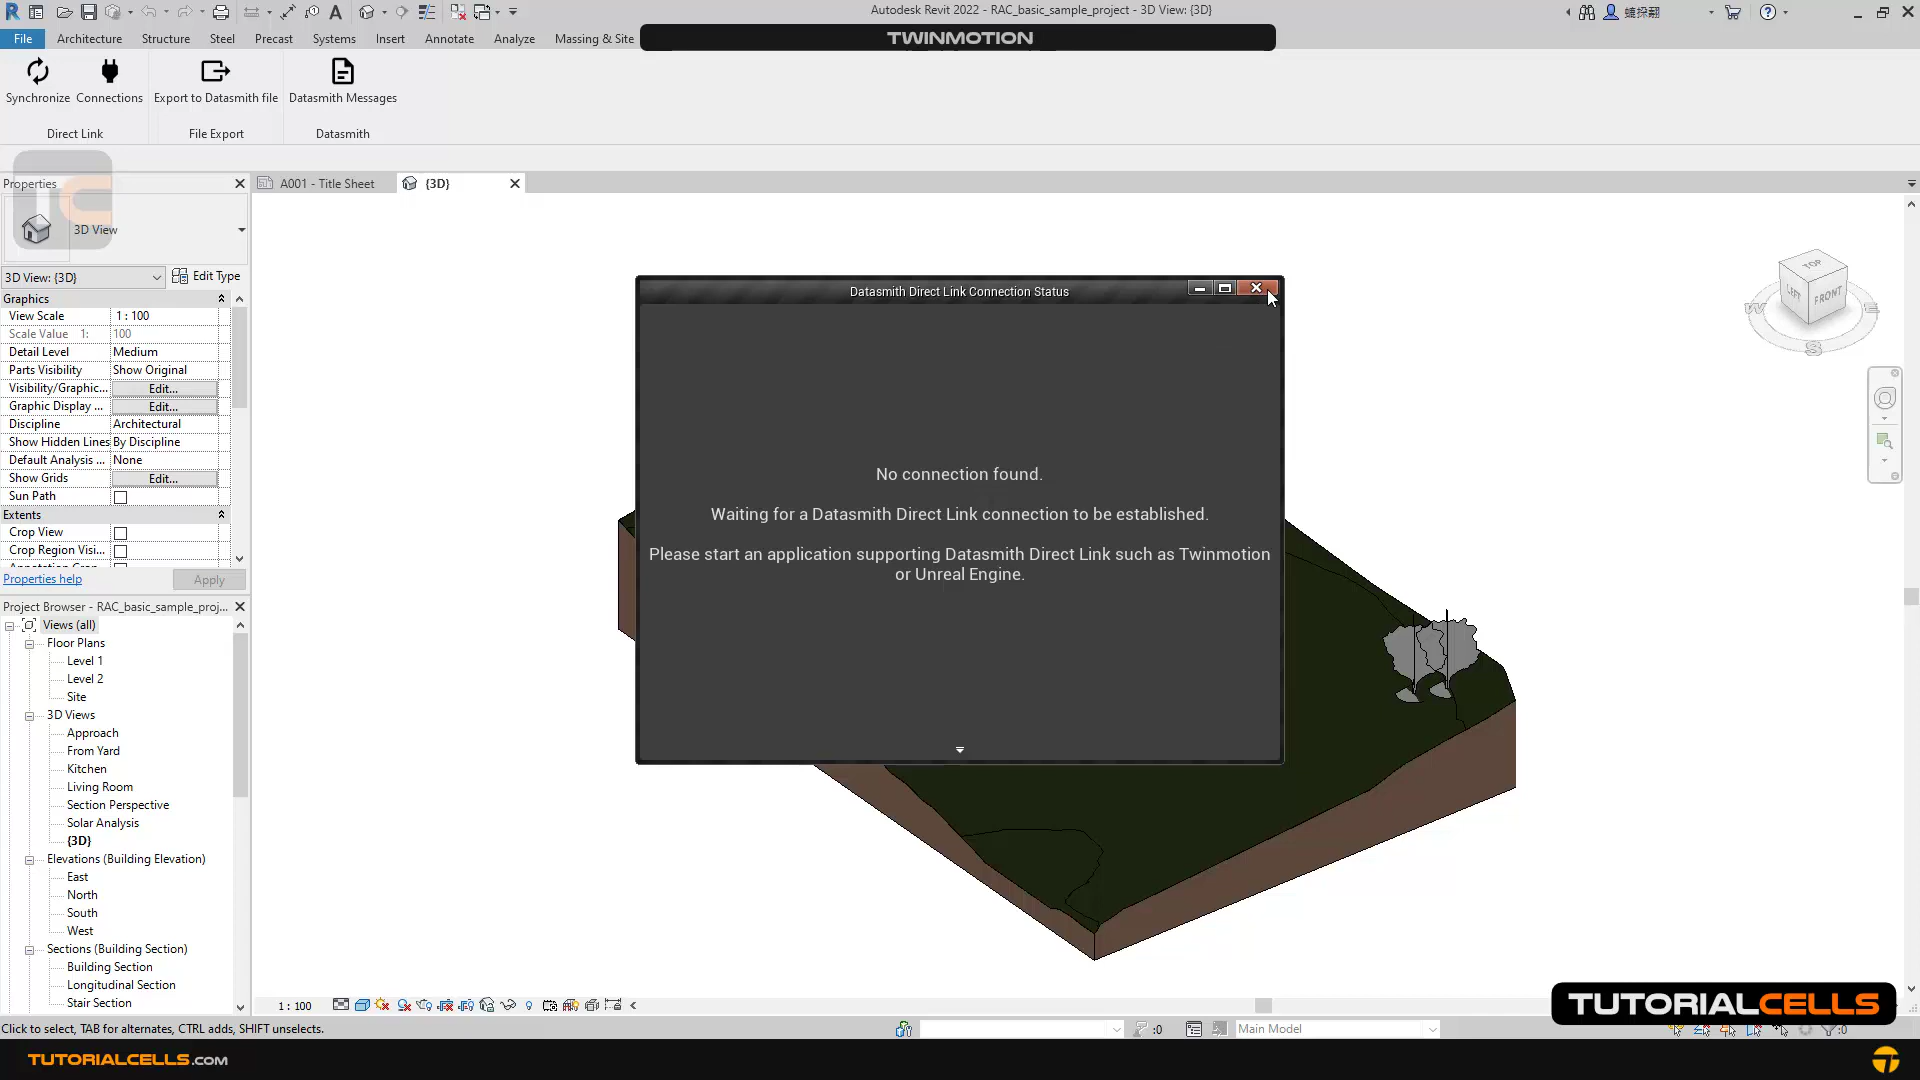 Autodesk Revit 2022 - RAC_basic_sample_project - 3D View: {3D}
File Architecture Structure Steel Precast Systems Insert Annotate Analyze Massing & Site
TWINMOTION
Synchronize Connections Export to Datasmith file Datasmith Messages
Direct Link File Export Datasmith
Properties
A001 - Title Sheet
{3D}
TC
3D View
3D View: {3D}
Edit Type
Graphics
View Scale 1 : 100
Scale Value 1: 100
Detail Level Medium
Parts Visibility Show Original
Visibility/Graphic... Edit...
Graphic Display ... Edit...
Discipline Architectural
Show Hidden Lines By Discipline
Default Analysis ... None
Show Grids Edit...
Sun Path
Extents
Crop View
Crop Region Visi...
Properties help
Apply
Project Browser - RAC_basic_sample_proj...
Views (all)
Floor Plans
Level 1
Level 2
Site
3D Views
Approach
From Yard
Kitchen
Living Room
Section Perspective
Solar Analysis
{3D}
Elevations (Building Elevation)
East
North
South
West
Sections (Building Section)
Building Section
Longitudinal Section
Stair Section
Datasmith Direct Link Connection Status
No connection found.
Waiting for a Datasmith Direct Link connection to be established.
Please start an application supporting Datasmith Direct Link such as Twinmotion
or Unreal Engine.
TOP
LEFT
FRONT
W
E
S
1 : 100
TUTORIALCELLS
Click to select, TAB for alternates, CTRL adds, SHIFT unselects.
:0
Main Model
:0
TUTORIALCELLS.com